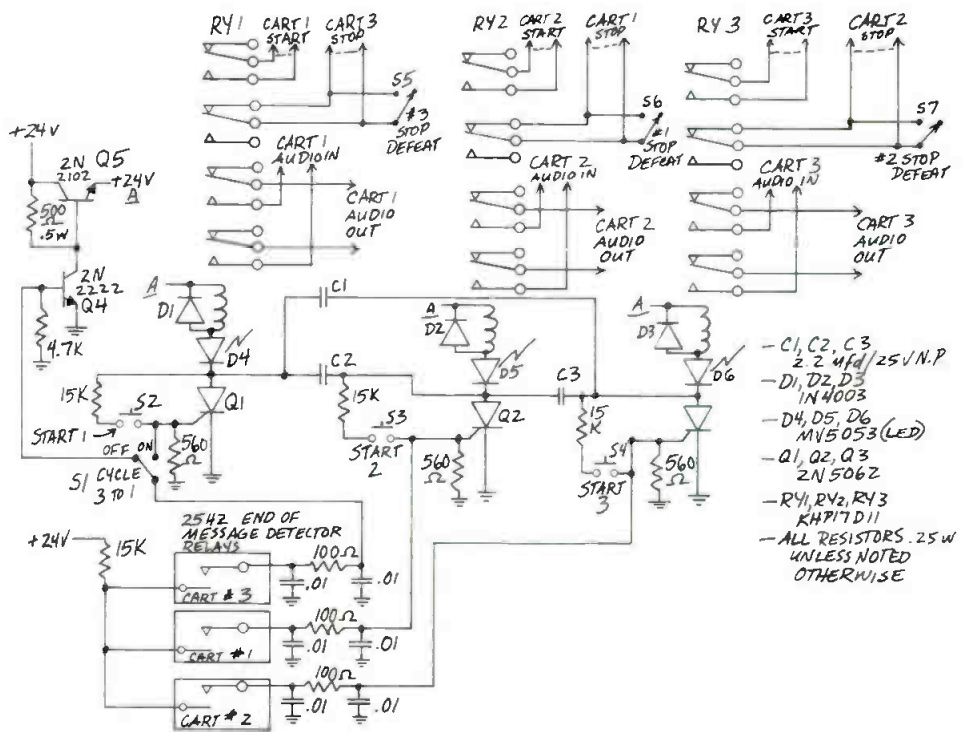 RY1
CART 1
START
CART 3
STOP
S5
#3
STOP
DEFEAT
CART 1
AUDIO IN
CART 1
AUDIO
OUT
RY2
CART 2
START
CART 1
STOP
S6
#1
STOP
DEFEAT
CART 2
AUDIO IN
CART 2
AUDIO
OUT
RY 3
CART 3
START
CART 2
STOP
S7
#2 STOP
DEFEAT
CART 3
AUDIO IN
CART 3
AUDIO
OUT
+24V
2N
2102
Q5
+24V
A
500
Ω
.5W
2N
2222
Q4
4.7K
A
D1
D4
C1
C2
15K
S2
START 1
OFF ON
S1 CYCLE
3 TO 1
Q1
560
Ω
A
D2
D5
15K
S3
START
2
Q2
560
Ω
C3
A
D3
D6
15
K
S4
START
3
560
Ω
- C1, C2, C3
2.2 mfd/25V N.P
- D1, D2, D3
1N4003
- D4, D5, D6
MV5053 (LED)
- Q1, Q2, Q3
2N5062
- RY1, RY2, RY3
KHP17D11
- ALL RESISTORS .25W
UNLESS NOTED
OTHERWISE
+24V
15K
25HZ END OF
MESSAGE DETECTOR
RELAYS
CART #3
100Ω
.01
.01
CART #1
100Ω
.01
.01
CART #2
100Ω
.01
.01